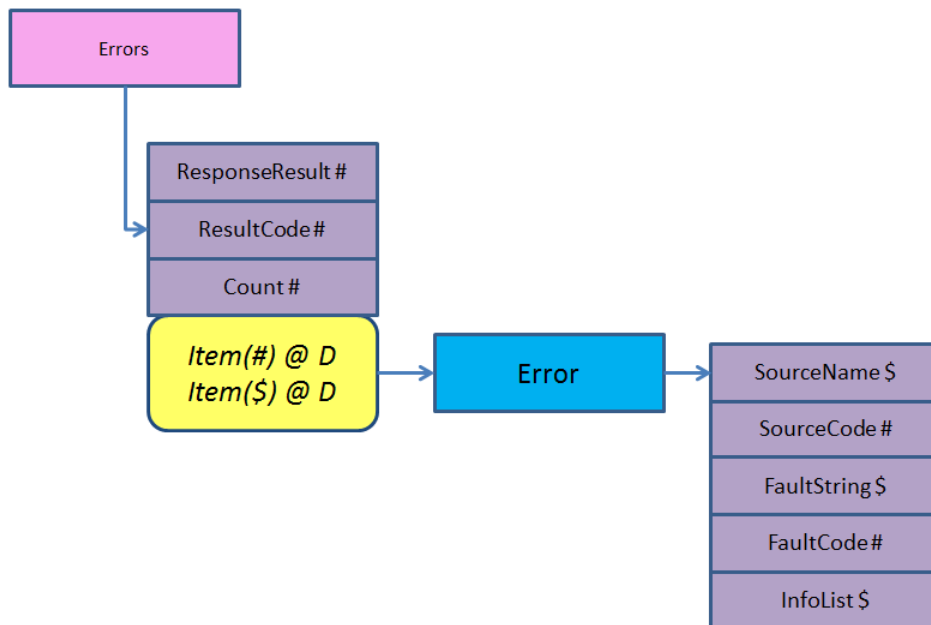 Errors
ResponseResult #
ResultCode #
Count #
Item(#) @ D
Item($) @ D
Error
SourceName $
SourceCode #
FaultString $
FaultCode #
InfoList $